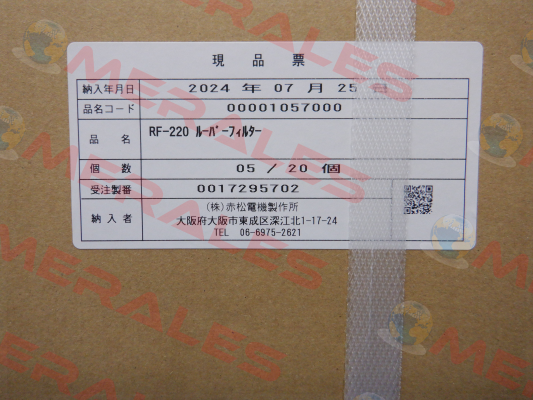 現品票
納入年月日 2024 年 07 月 25 日
品名コード 00001057000
品名 RF-220 ルーバーフィルター
個数 05 / 20 個
受注製番 0017295702
納入者 (株)赤松電機製作所
大阪府大阪市東成区深江北1-17-24
TEL 06-6975-2621
MERALES
MERALES
MERALES
MERALES
MERALES